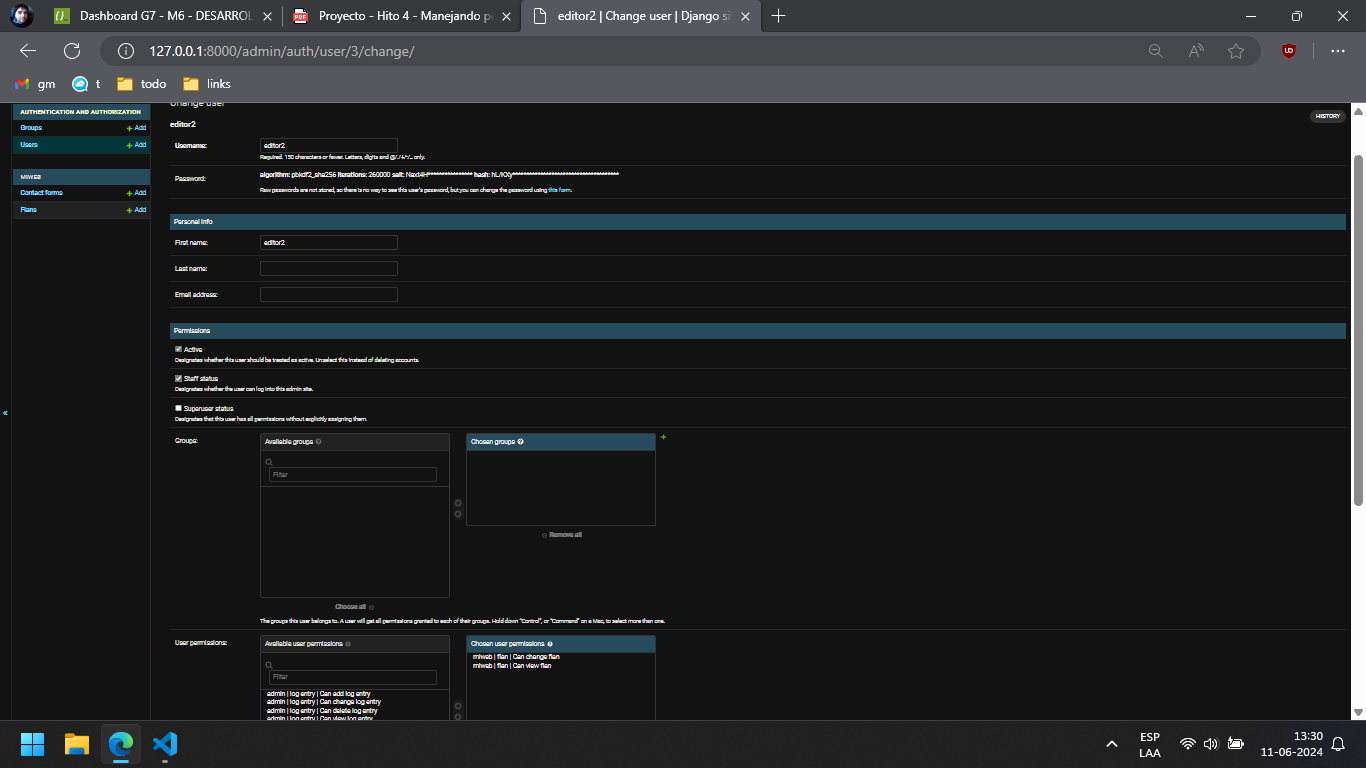 Dashboard G7 - M6 - DESARROL
Proyecto - Hito 4 - Manejando pe
editor2 | Change user | Django si
127.0.0.1:8000/admin/auth/user/3/change/
gm
t
todo
links
Change user
AUTHENTICATION AND AUTHORIZATION
Groups
+ Add
Users
+ Add
MIWEB
Contact forms
+ Add
Flans
+ Add
editor2
HISTORY
Username:
editor2
Required. 150 characters or fewer. Letters, digits and @/./+/-/_ only.
Password:
algorithm: pbkdf2_sha256 iterations: 260000 salt: Next4H**************** hash:
Raw passwords are not stored, so there is no way to see this user's password, but you can change the password using this form.
Personal info
First name:
editor2
Last name:
Email address:
Permissions
Active
Designates whether this user should be treated as active. Unselect this instead of deleting accounts.
Staff status
Designates whether the user can log into this admin site.
Superuser status
Designates that this user has all permissions without explicitly assigning them.
Groups:
Available groups
Filter
Choose all
Chosen groups
Remove all
The groups this user belongs to. A user will get all permissions granted to each of their groups. Hold down "Control", or "Command" on a Mac, to select more than one.
User permissions:
Available user permissions
Filter
admin | log entry | Can add log entry
admin | log entry | Can change log entry
admin | log entry | Can delete log entry
admin | log entry | Can view log entry
Chosen user permissions
miweb | flan | Can change flan
miweb | flan | Can view flan
ESP
LAA
13:30
11-06-2024